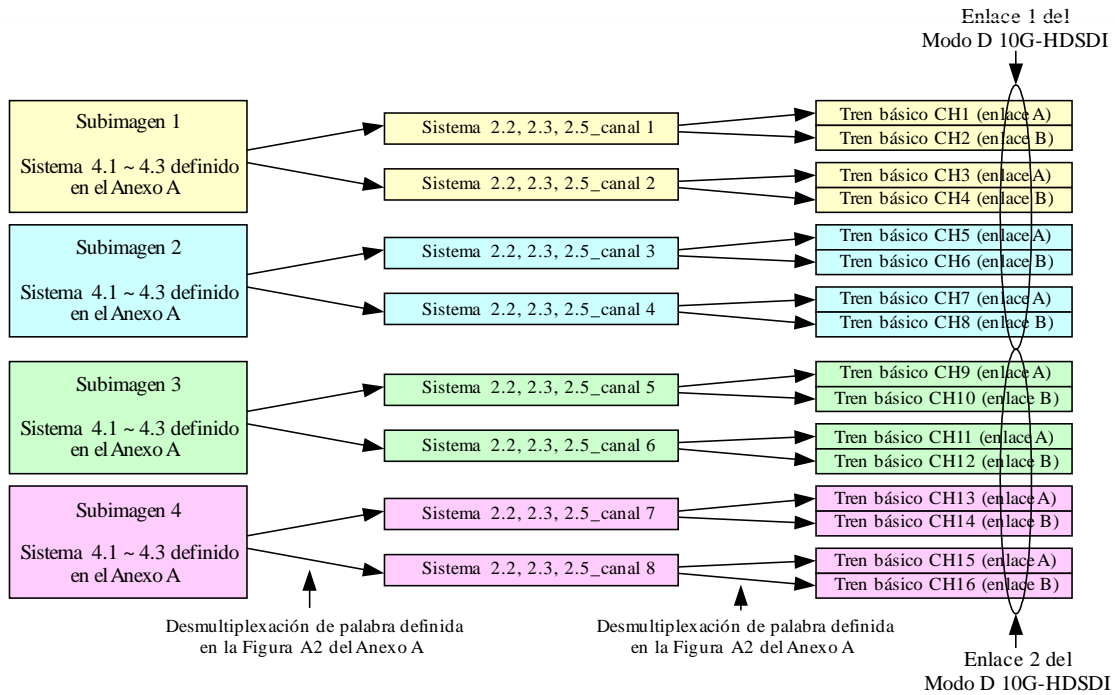 Enlace 1 del
Modo D 10G-HDSDI
Subimagen 1
Sistema 4.1 ~ 4.3 definido
en el Anexo A
Sistema 2.2, 2.3, 2.5_canal 1
Sistema 2.2, 2.3, 2.5_canal 2
Tren básico CH1 (enlace A)
Tren básico CH2 (enlace B)
Tren básico CH3 (enlace A)
Tren básico CH4 (enlace B)
Subimagen 2
Sistema 4.1 ~ 4.3 definido
en el Anexo A
Sistema 2.2, 2.3, 2.5_canal 3
Sistema 2.2, 2.3, 2.5_canal 4
Tren básico CH5 (enlace A)
Tren básico CH6 (enlace B)
Tren básico CH7 (enlace A)
Tren básico CH8 (enlace B)
Subimagen 3
Sistema 4.1 ~ 4.3 definido
en el Anexo A
Sistema 2.2, 2.3, 2.5_canal 5
Sistema 2.2, 2.3, 2.5_canal 6
Tren básico CH9 (enlace A)
Tren básico CH10 (enlace B)
Tren básico CH11 (enlace A)
Tren básico CH12 (enlace B)
Subimagen 4
Sistema 4.1 ~ 4.3 definido
en el Anexo A
Sistema 2.2, 2.3, 2.5_canal 7
Sistema 2.2, 2.3, 2.5_canal 8
Tren básico CH13 (enlace A)
Tren básico CH14 (enlace B)
Tren básico CH15 (enlace A)
Tren básico CH16 (enlace B)
Desmultiplexación de palabra definida
en la Figura A2 del Anexo A
Desmultiplexación de palabra definida
en la Figura A2 del Anexo A
Enlace 2 del
Modo D 10G-HDSDI